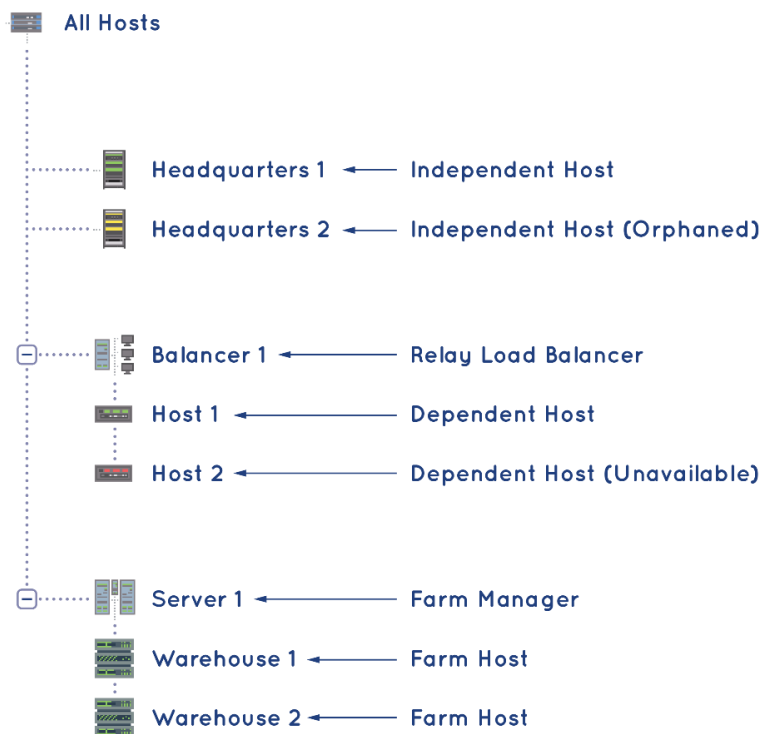 All Hosts
Headquarters 1 Independent Host
Headquarters 2 Independent Host (Orphaned)
Balancer 1 Relay Load Balancer
Host 1 Dependent Host
Host 2 Dependent Host (Unavailable)
Server 1 Farm Manager
Warehouse 1 Farm Host
Warehouse 2 Farm Host